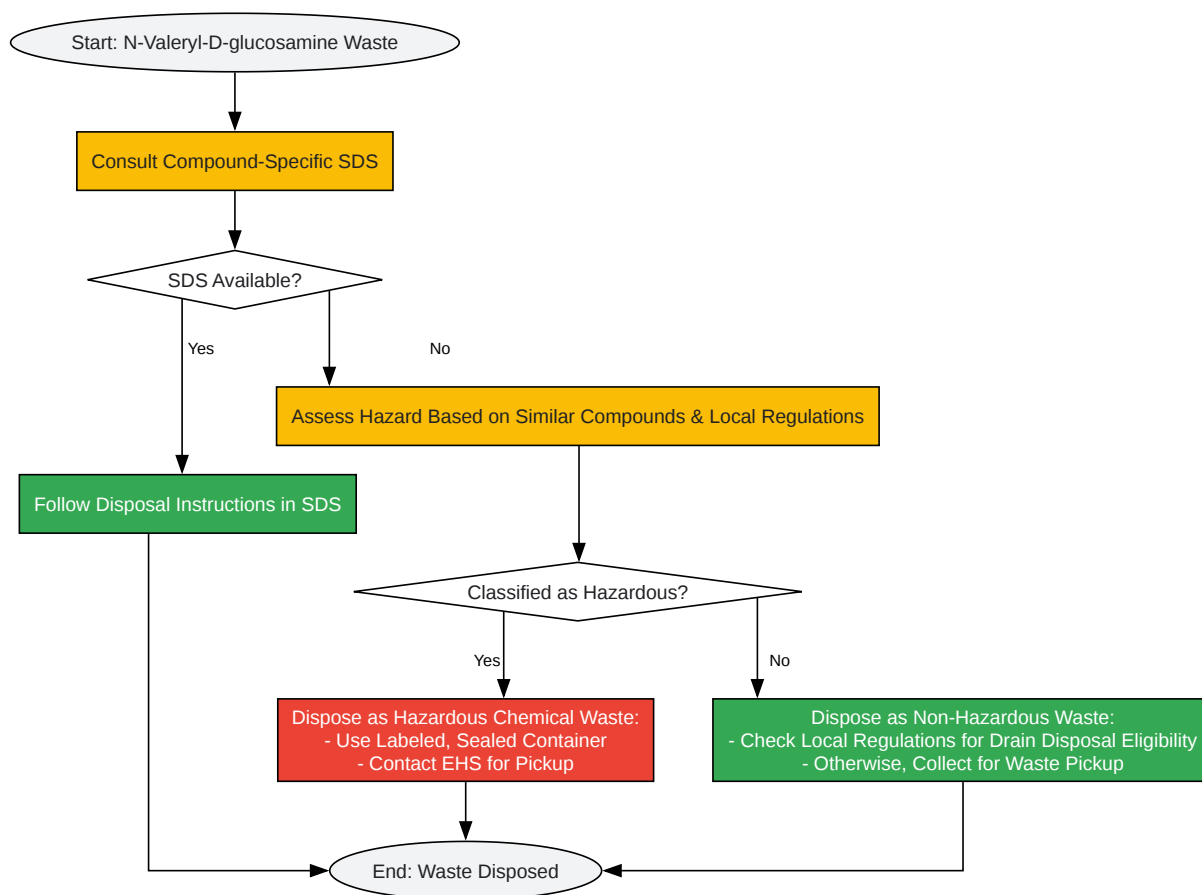 Start: N-Valeryl-D-glucosamine Waste
Consult Compound-Specific SDS
SDS Available?
Yes
No
Assess Hazard Based on Similar Compounds & Local Regulations
Follow Disposal Instructions in SDS
Classified as Hazardous?
Yes
No
Dispose as Hazardous Chemical Waste:
- Use Labeled, Sealed Container
- Contact EHS for Pickup
Dispose as Non-Hazardous Waste:
- Check Local Regulations for Drain Disposal Eligibility
- Otherwise, Collect for Waste Pickup
End: Waste Disposed